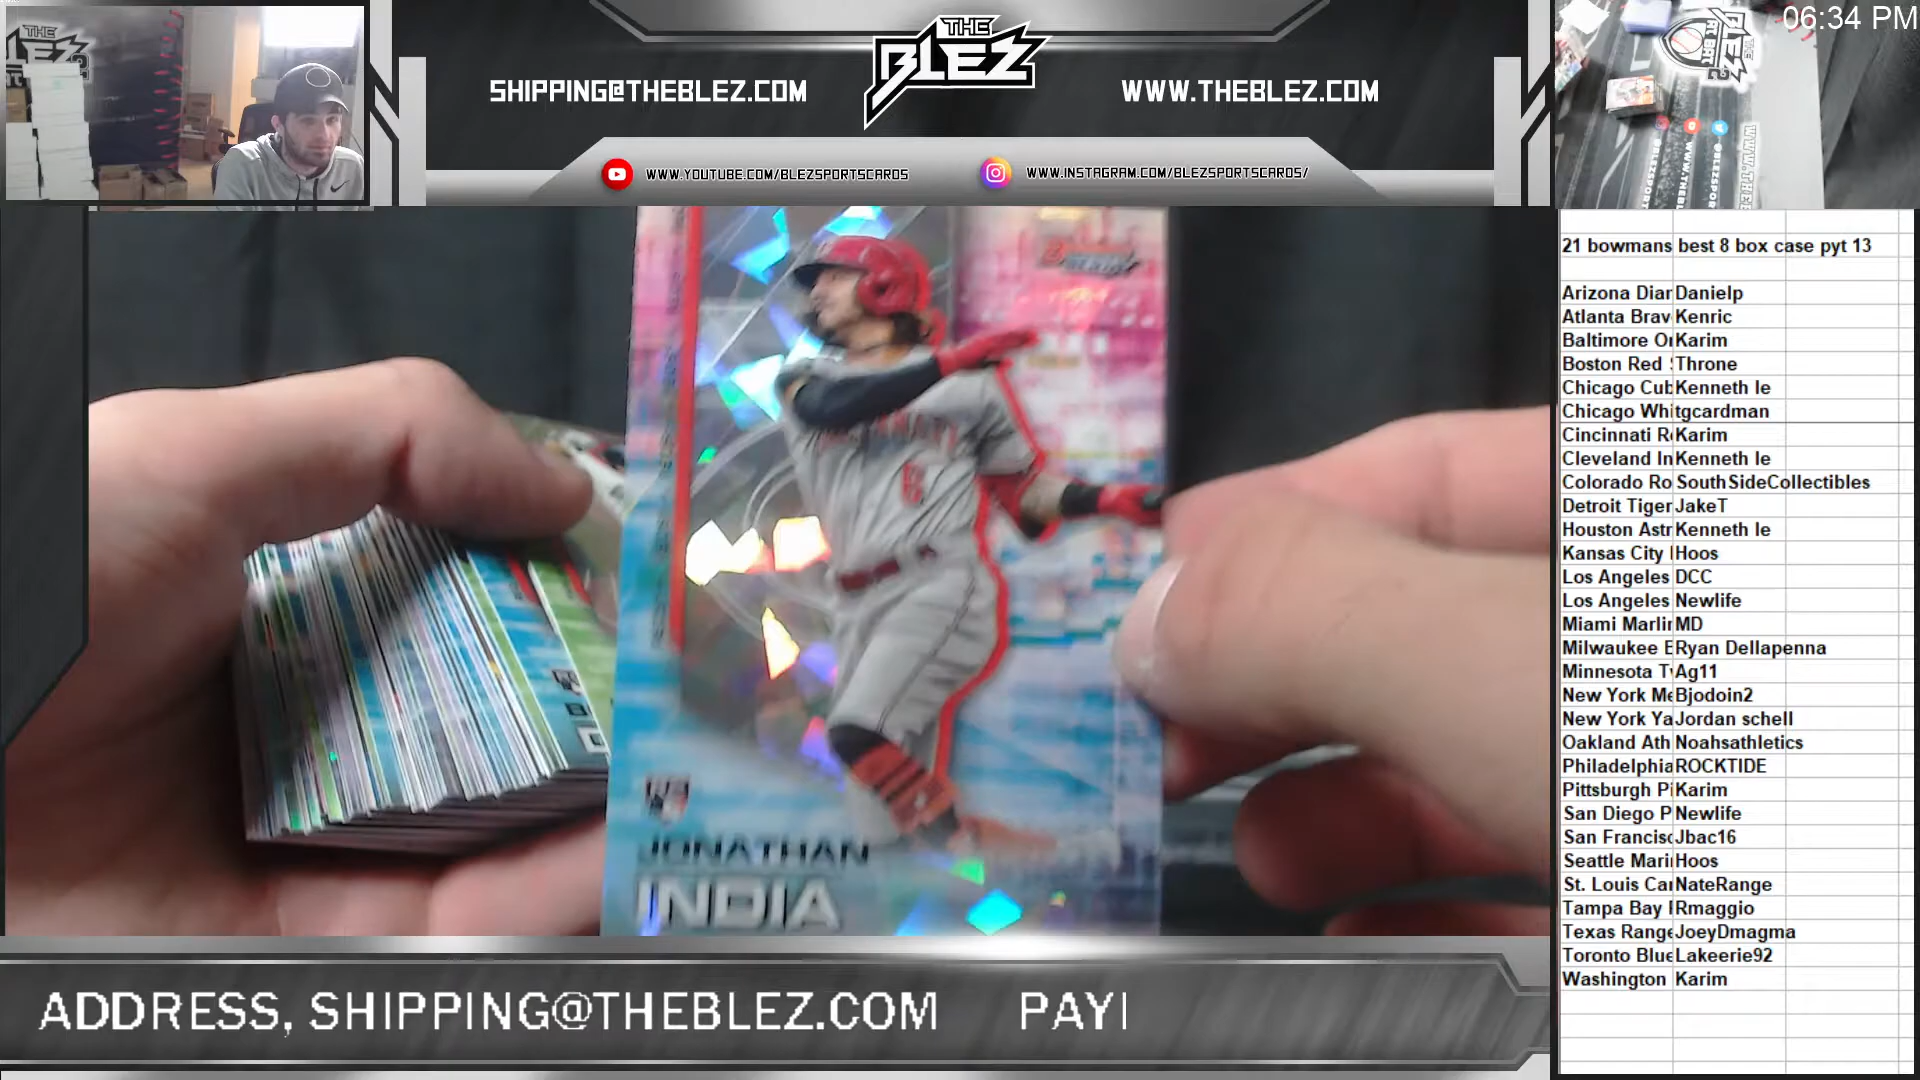 06:34 PM
THE
BLEZ
SHIPPING@THEBLEZ.COM
WWW.THEBLEZ.COM
WWW.YOUTUBE.COM/BLEZSPORTSCARDS
WWW.INSTAGRAM.COM/BLEZSPORTSCARDS/
21 bowmans best 8 box case pyt 13
Arizona Diar Danielp
Atlanta Brav Kenric
Baltimore Or Karim
Boston Red Throne
Chicago Cub Kenneth le
Chicago Whi tgcardman
Cincinnati Re Karim
Cleveland In Kenneth le
Colorado Ro SouthSideCollectibles
Detroit Tiger JakeT
Houston Astr Kenneth le
Kansas City Hoos
Los Angeles DCC
Los Angeles Newlife
Miami Marlin MD
Milwaukee B Ryan Dellapenna
Minnesota Tw Ag11
New York Me Bjodoin2
New York Ya Jordan schell
Oakland Ath Noahsathletics
Philadelphia ROCKTIDE
Pittsburgh Pi Karim
San Diego P Newlife
San Francisc Jbac16
Seattle Mari Hoos
St. Louis Car NateRange
Tampa Bay Rmaggio
Texas Range JoeyDmagma
Toronto Blue Lakeerie92
Washington Karim
6
JONATHAN
INDIA
ADDRESS, SHIPPING@THEBLEZ.COM PAYI